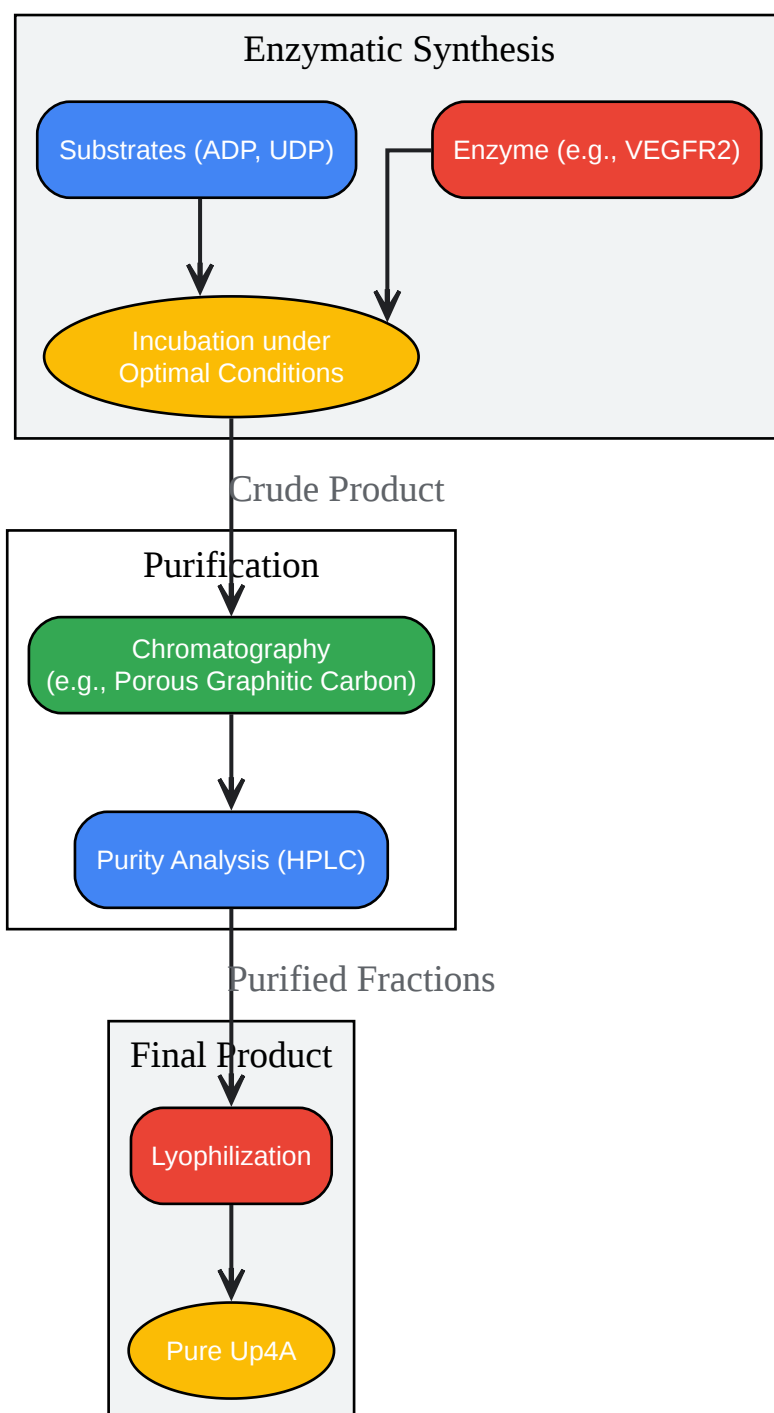 Enzymatic Synthesis
Substrates (ADP, UDP)
Enzyme (e.g., VEGFR2)
Incubation under
Optimal Conditions
Crude Product
Purification
Chromatography
(e.g., Porous Graphitic Carbon)
Purity Analysis (HPLC)
Purified Fractions
Final Product
Lyophilization
Pure Up4A